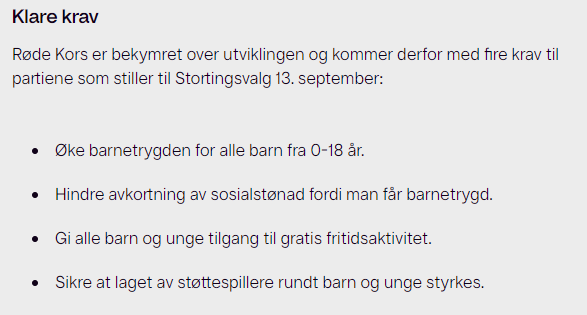 Klare krav
Røde Kors er bekymret over utviklingen og kommer derfor med fire krav til
partiene som stiller til Stortingsvalg 13. september:
• Øke barnetrygden for alle barn fra 0-18 år.
• Hindre avkortning av sosialstønad fordi man får barnetrygd.
• Gi alle barn og unge tilgang til gratis fritidsaktivitet.
• Sikre at laget av støttespillere rundt barn og unge styrkes.